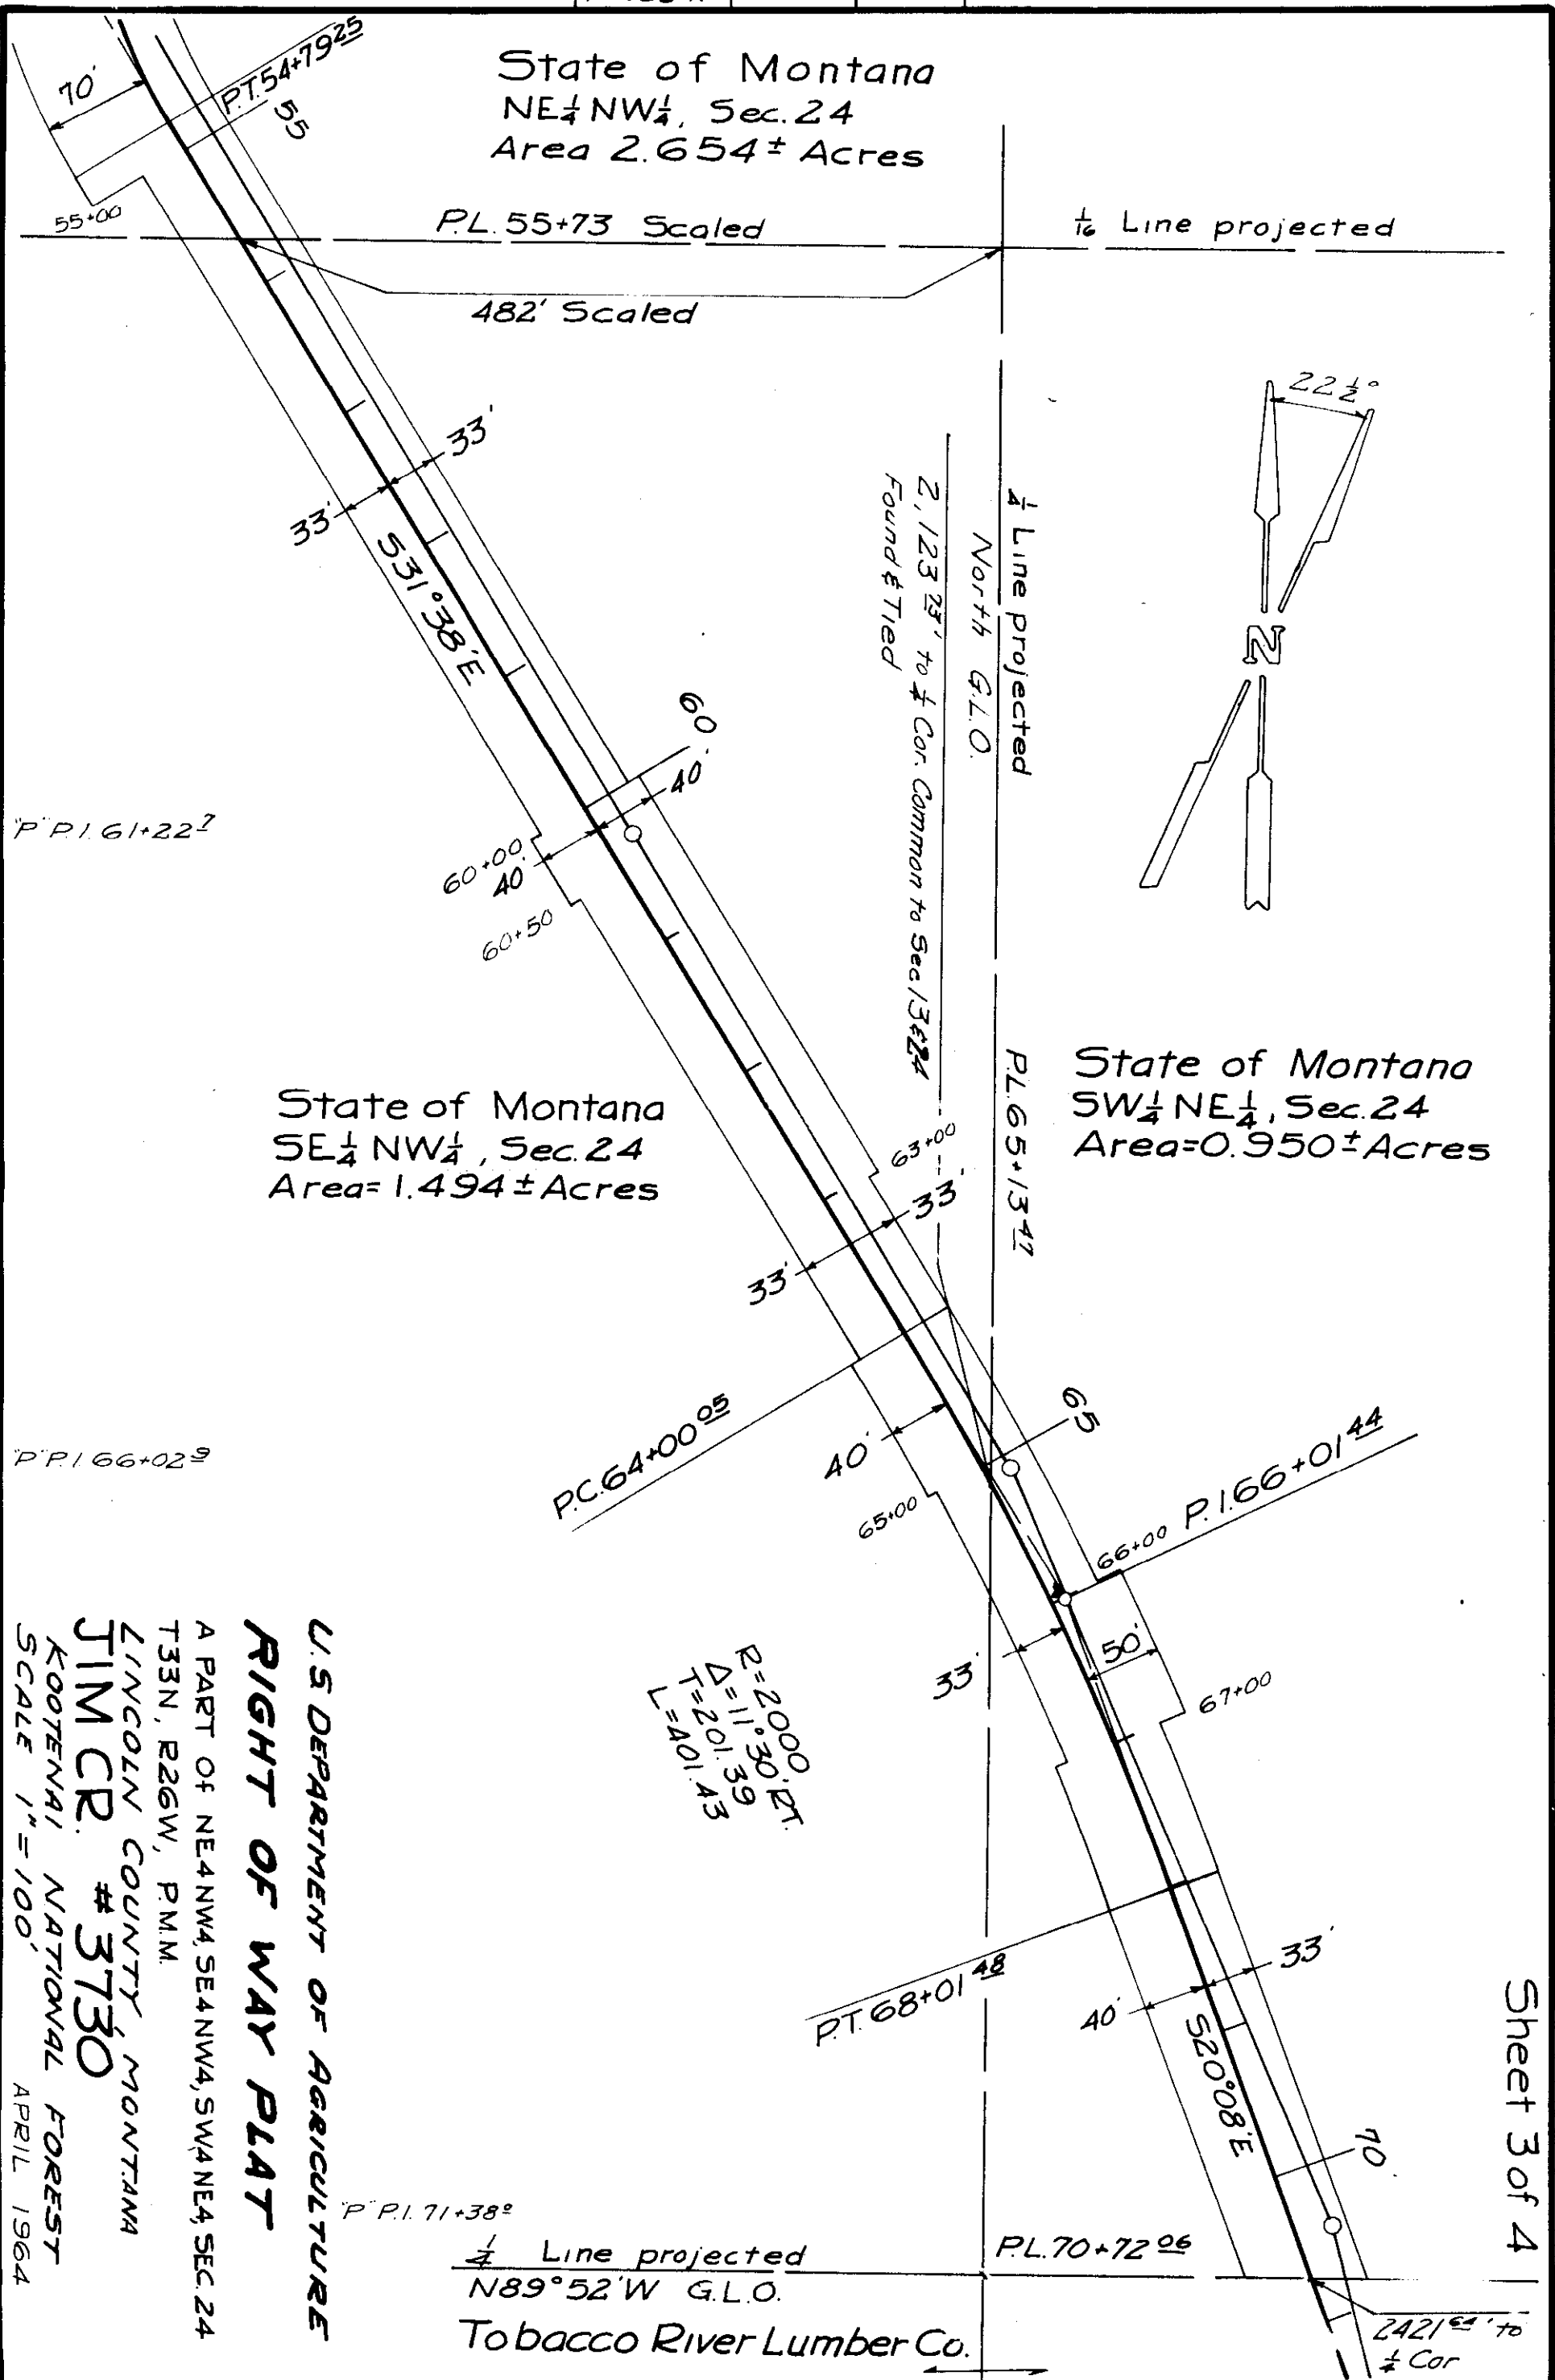 State of Montana
NE¼ NW¼, Sec. 24
Area 2.654± Acres
70'
P.T. 54+79 25
55
55+00
P.L. 55+73 Scaled
1/16 Line projected
482' Scaled
22½°
N
33'
33'
S31°38'E
¼ Line projected
North G.L.O.
2,123 to ¼ Cor. Common to Sec 13 & 24
Found & Tied
60
40'
60+00
40'
60+50
"P" P.I. 61+22 7
State of Montana
SW¼ NE¼, Sec. 24
Area=0.950± Acres
P.L. 65+13 47
State of Montana
SE¼ NW¼, Sec. 24
Area=1.494± Acres
63+00
33'
33'
P.C. 64+00 05
65
40'
65+00
"P" P.I. 66+02 9
66+00 P.I. 66+01 44
50'
33'
67+00
R=2000
Δ=11°30' RT.
T=201.39
L=401.43
P.T. 68+01 48
33'
40'
S20°08'E
70
Sheet 3 of 4
U.S DEPARTMENT OF AGRICULTURE
RIGHT OF WAY PLAT
A PART OF NE4NW4, SE4NW4, SW4NE4, SEC. 24
T33N, R26W, P.M.M.
LINCOLN COUNTY, MONTANA
JIM CR. # 3730
KOOTENAI NATIONAL FOREST
SCALE 1"=100' APRIL 1964
"P" P.I. 71+38 0
¼ Line projected
P.L. 70+72 06
N89°52'W G.L.O.
Tobacco River Lumber Co.
2421 64' to
¼ Cor